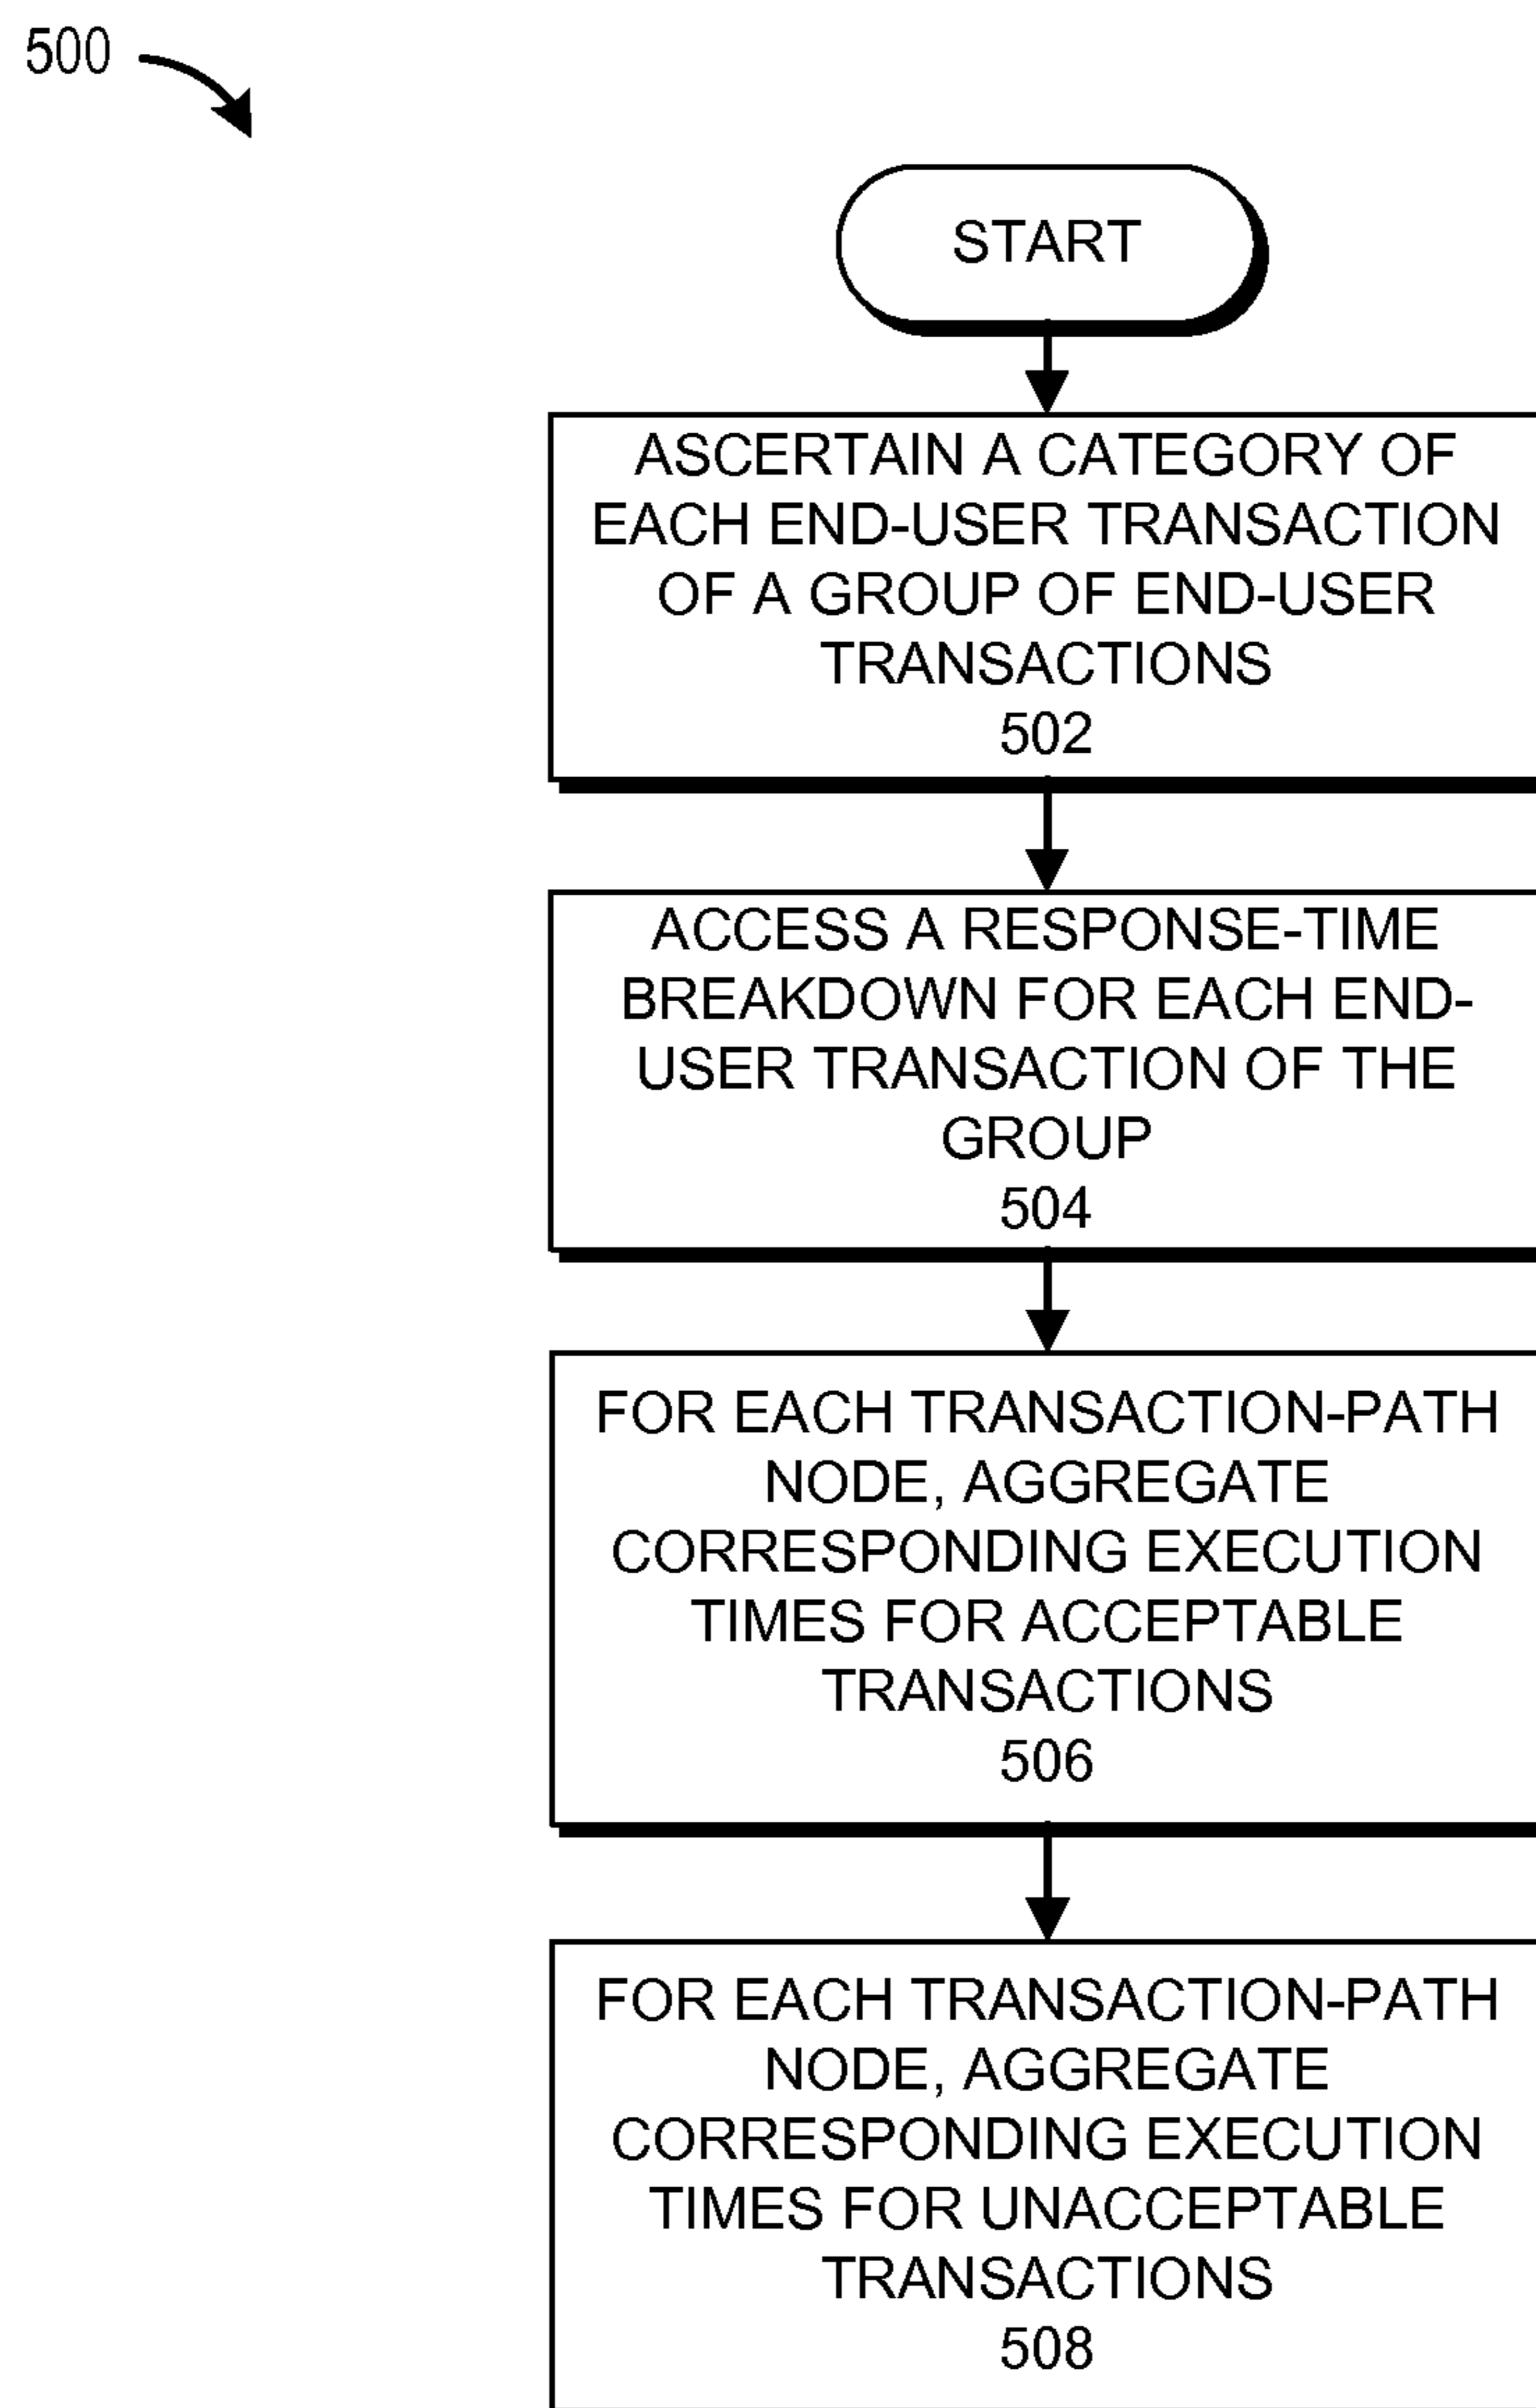 500
START
ASCERTAIN A CATEGORY OF
EACH END-USER TRANSACTION
OF A GROUP OF END-USER
TRANSACTIONS
502
ACCESS A RESPONSE-TIME
BREAKDOWN FOR EACH END-
USER TRANSACTION OF THE
GROUP
504
FOR EACH TRANSACTION-PATH
NODE, AGGREGATE
CORRESPONDING EXECUTION
TIMES FOR ACCEPTABLE
TRANSACTIONS
506
FOR EACH TRANSACTION-PATH
NODE, AGGREGATE
CORRESPONDING EXECUTION
TIMES FOR UNACCEPTABLE
TRANSACTIONS
508